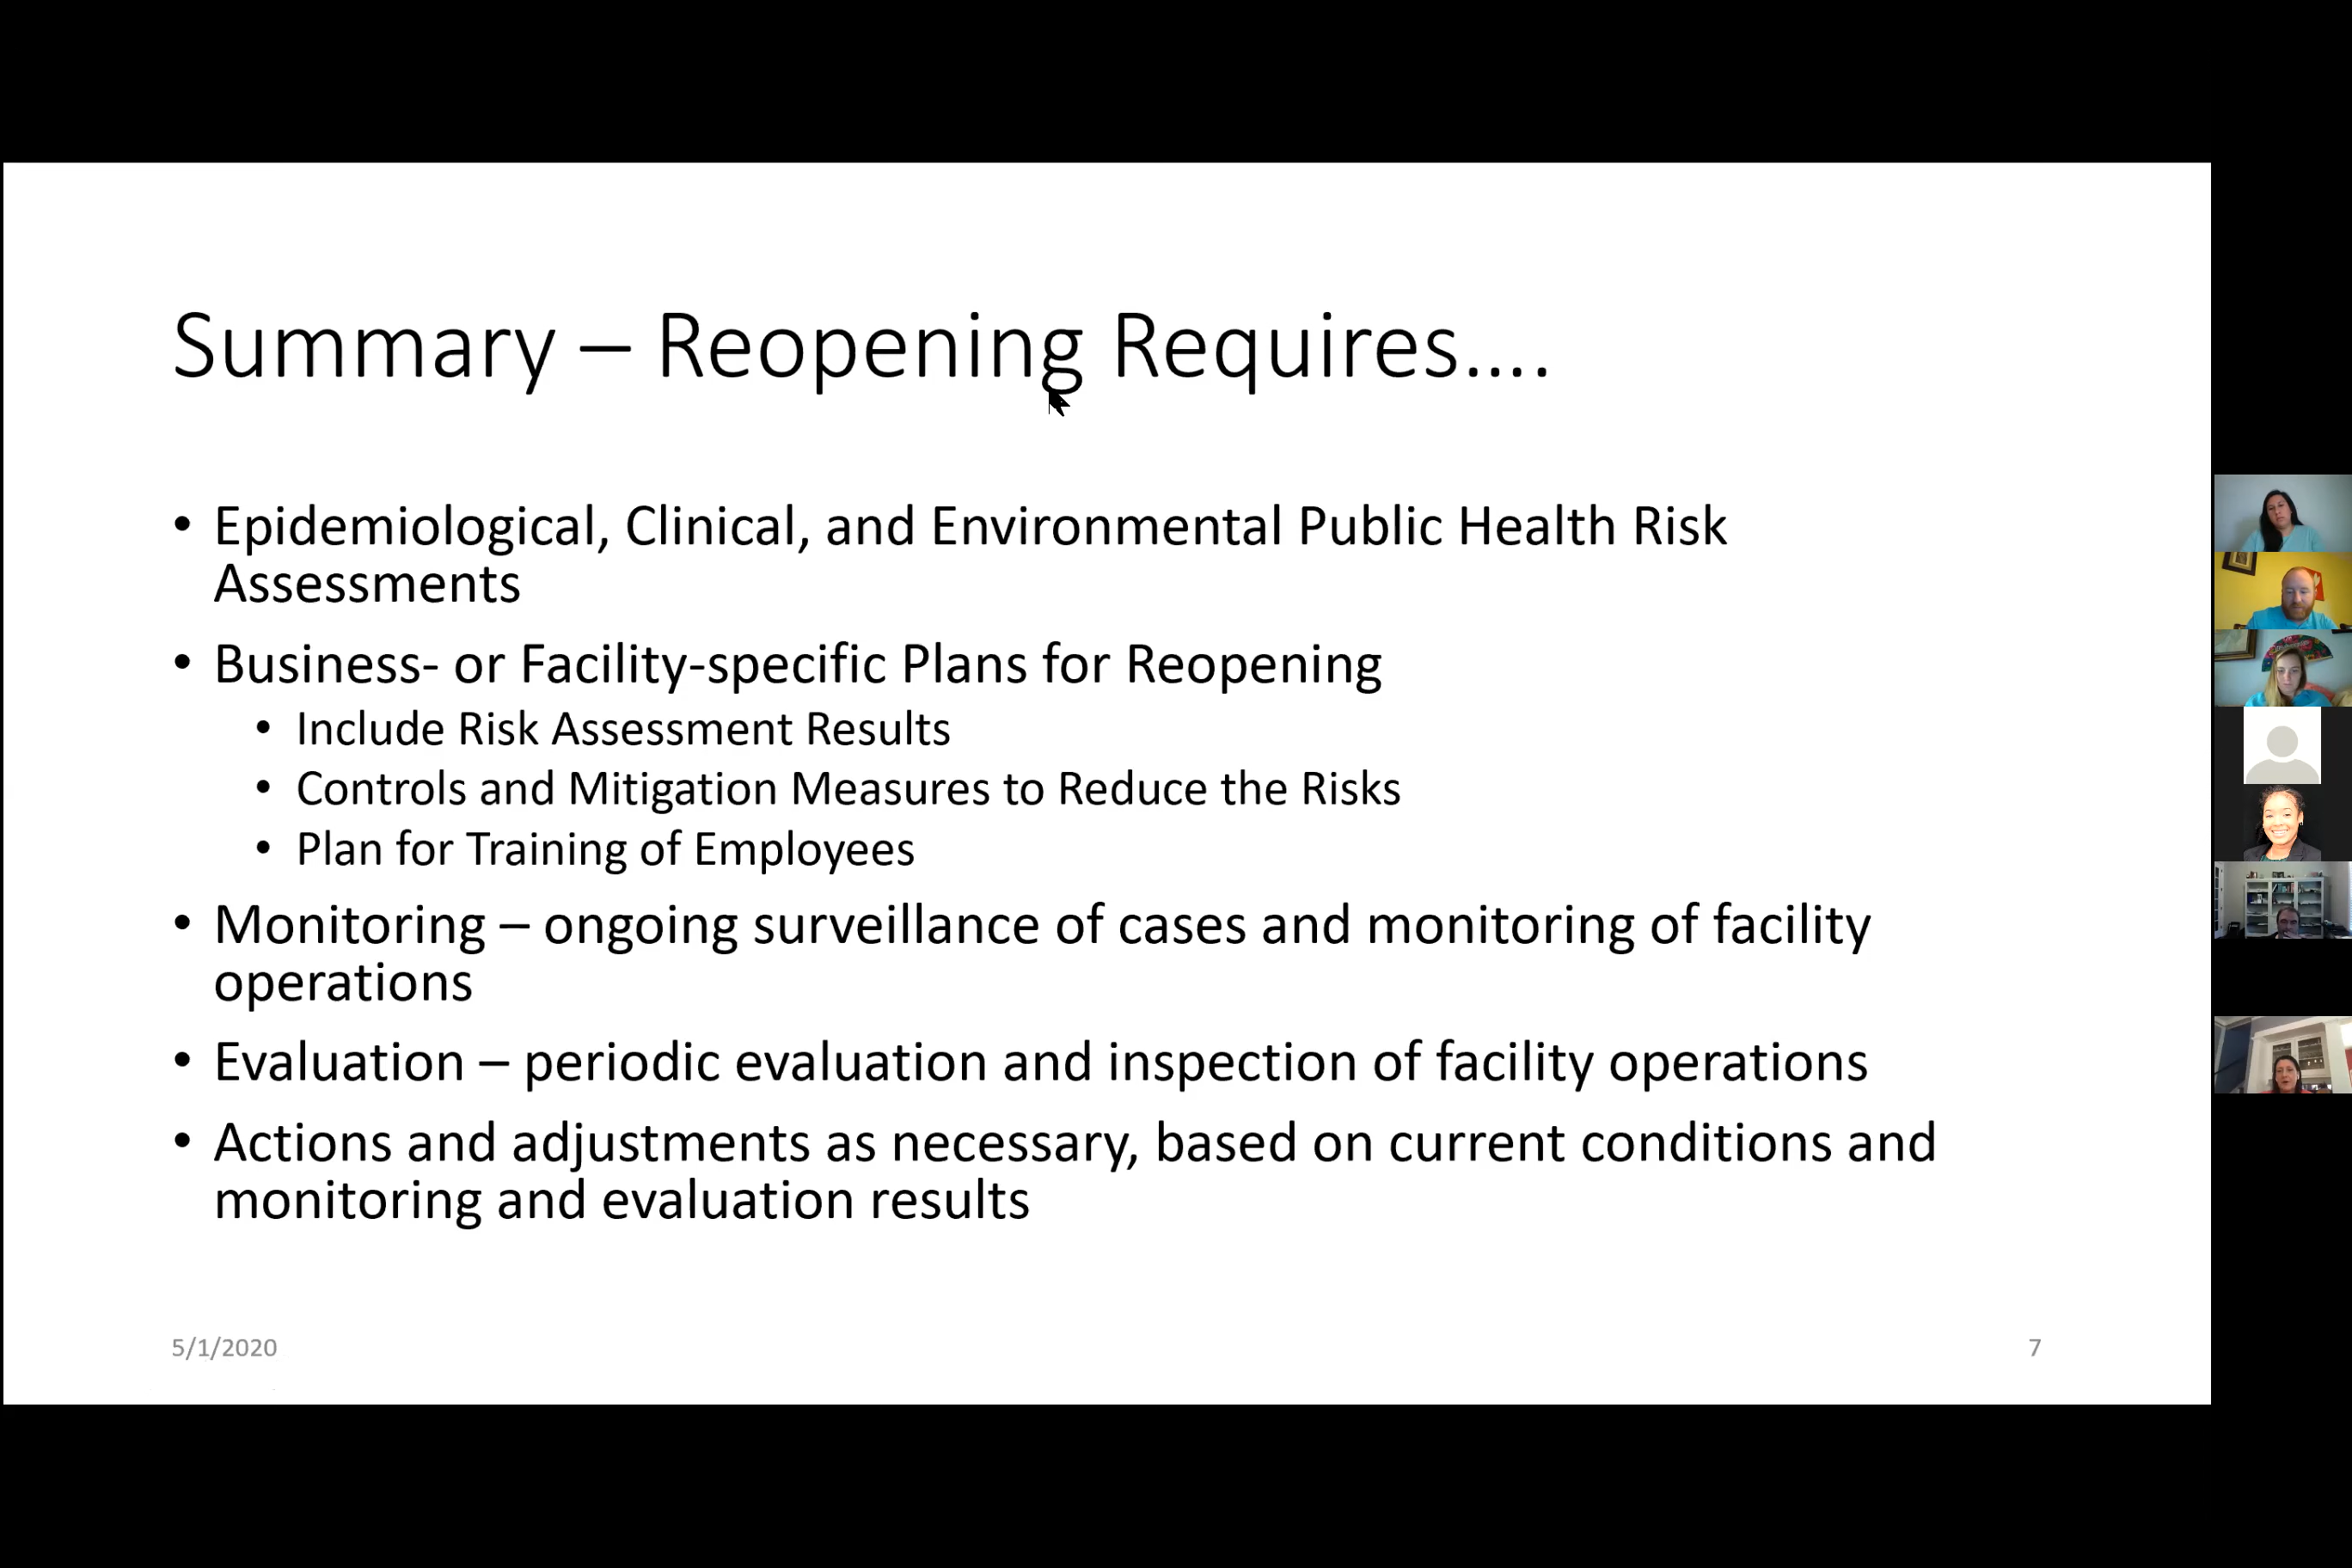 Summary – Reopening Requires....
• Epidemiological, Clinical, and Environmental Public Health Risk
Assessments
• Business- or Facility-specific Plans for Reopening
• Include Risk Assessment Results
• Controls and Mitigation Measures to Reduce the Risks
• Plan for Training of Employees
• Monitoring – ongoing surveillance of cases and monitoring of facility
operations
• Evaluation – periodic evaluation and inspection of facility operations
• Actions and adjustments as necessary, based on current conditions and
monitoring and evaluation results
5/1/2020
7